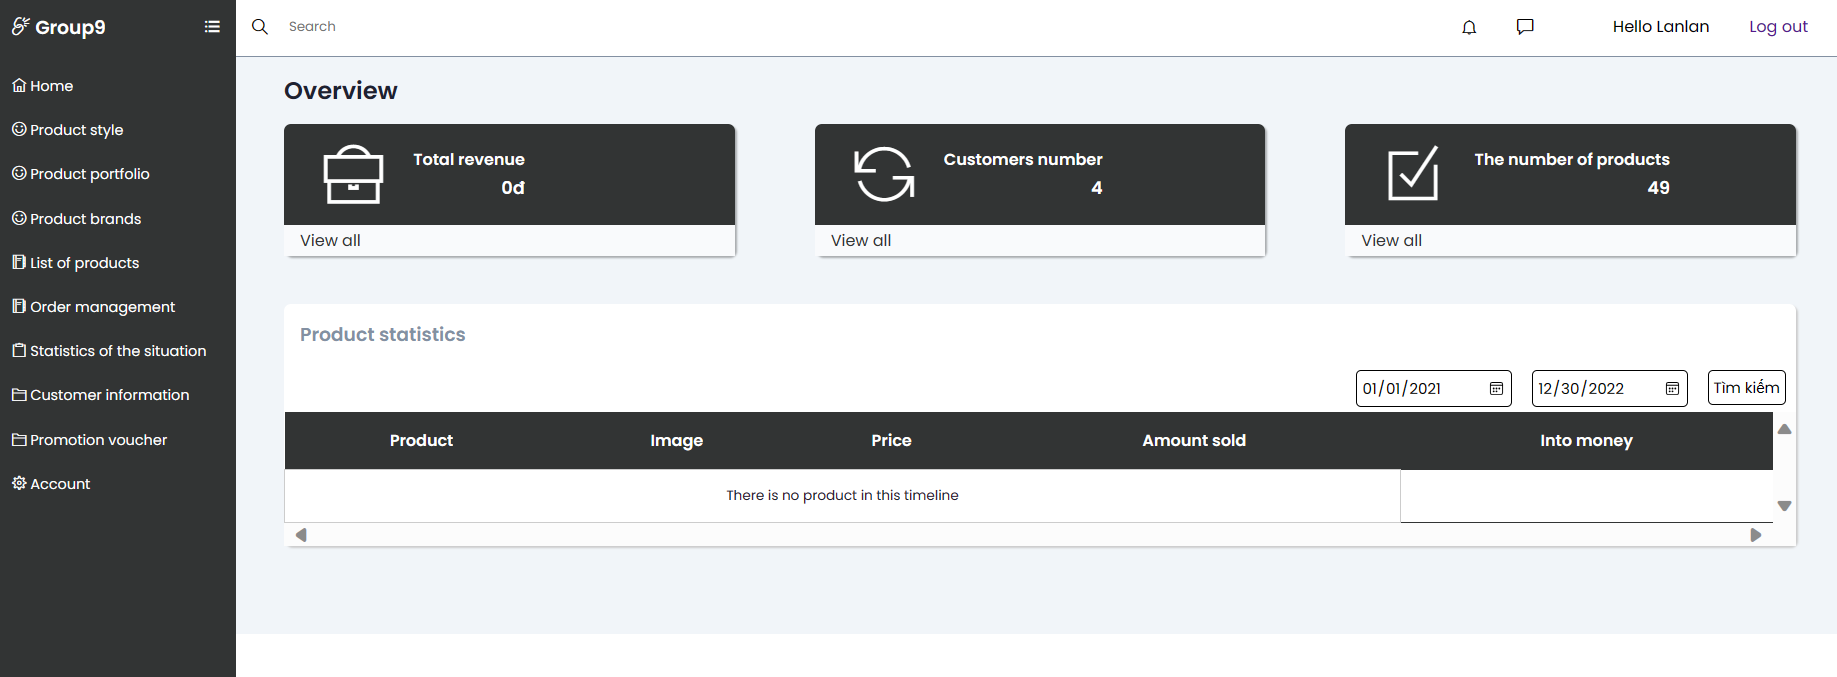 Group9
Search
Hello Lanlan
Log out
Home
Product style
Product portfolio
Product brands
List of products
Order management
Statistics of the situation
Customer information
Promotion voucher
Account
Overview
Total revenue
0đ
View all
Customers number
4
View all
The number of products
49
View all
Product statistics
01/01/2021
12/30/2022
Tìm kiếm
Product Image Price Amount sold Into money
There is no product in this timeline